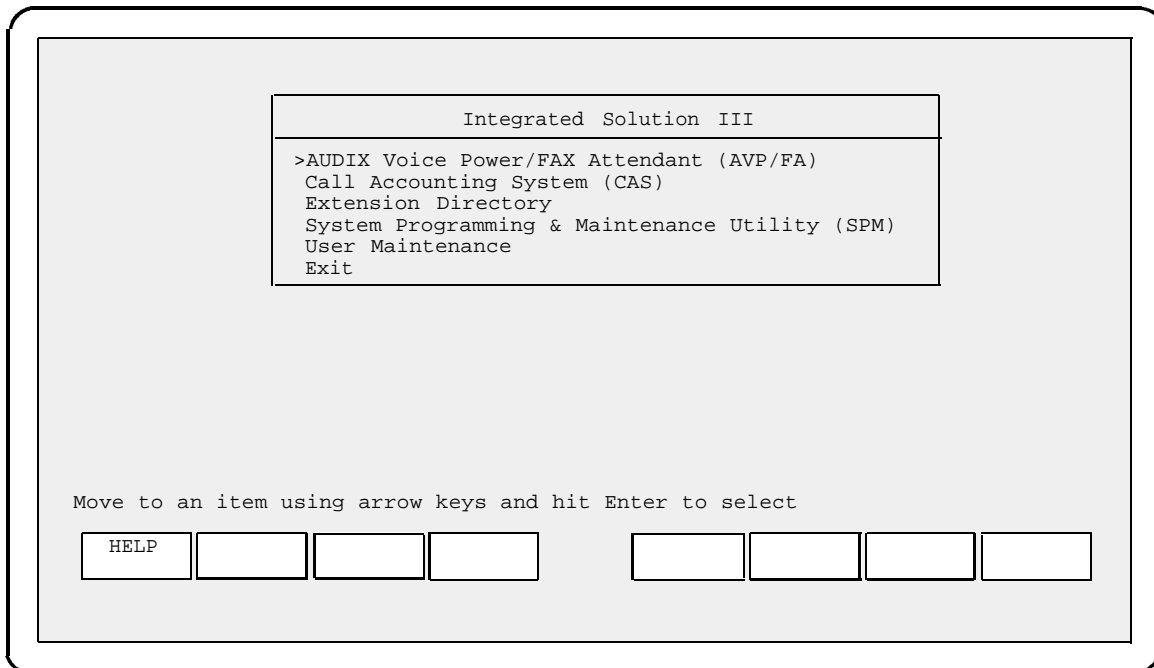 Integrated Solution III
>AUDIX Voice Power/FAX Attendant (AVP/FA)
Call Accounting System (CAS)
Extension Directory
System Programming & Maintenance Utility (SPM)
User Maintenance
Exit
Move to an item using arrow keys and hit Enter to select
HELP